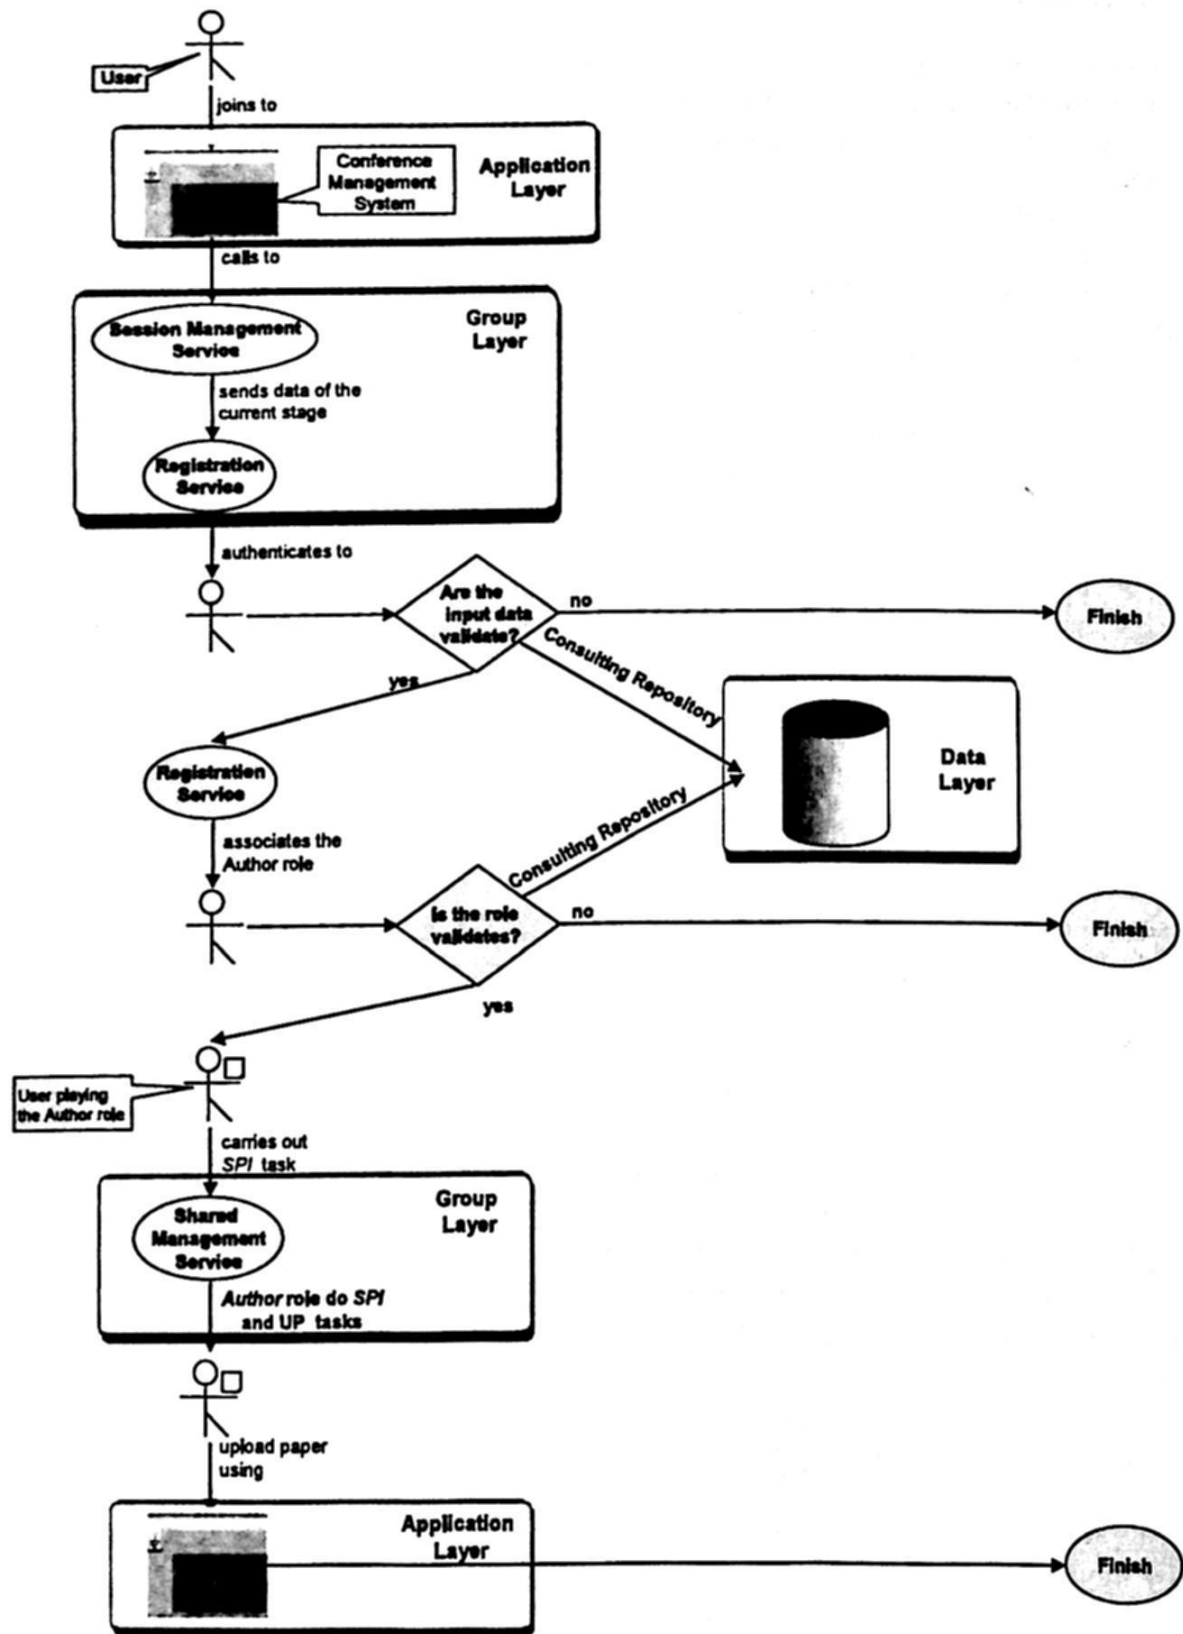 User
joins to
Conference
Management
System
Application
Layer
calls to
Session Management
Service
Group
Layer
sends data of the
current stage
Registration
Service
authenticates to
Are the
input data
validate?
no
Finish
Consulting Repository
yes
Registration
Service
Data
Layer
associates the
Author role
Consulting Repository
is the role
validates?
no
Finish
yes
User playing
the Author role
carries out
SPI task
Shared
Management
Service
Group
Layer
Author role do SPI
and UP tasks
upload paper
using
Application
Layer
Finish